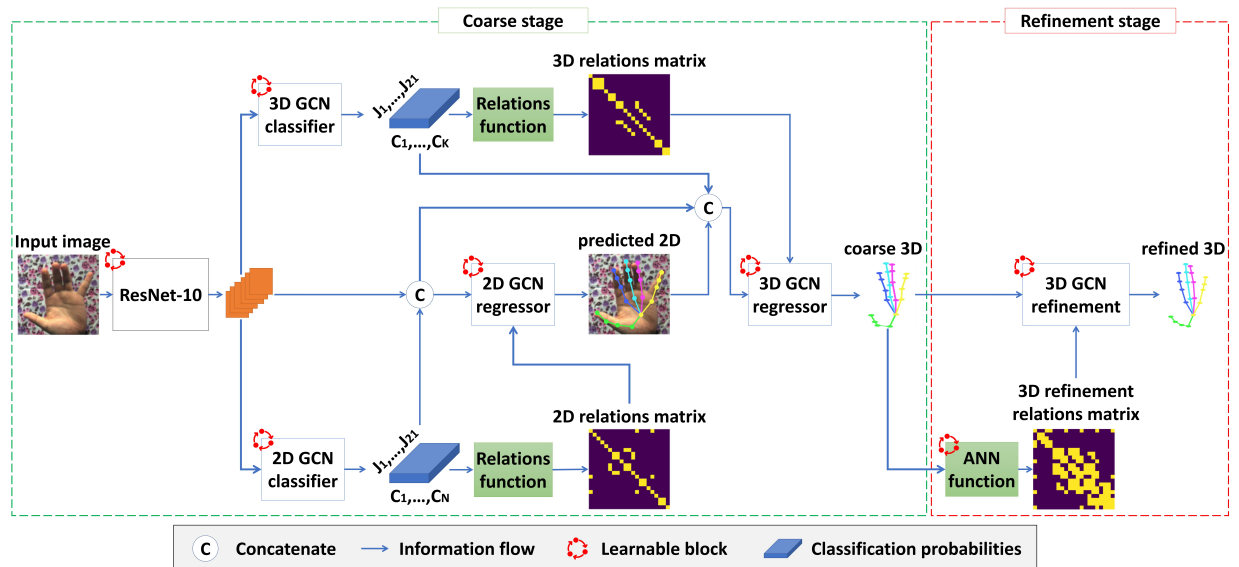 Coarse stage
Refinement stage
3D relations matrix
3D GCN
classifier
J1,...,J21
C1,...,CK
Relations
function
C
Input image
ResNet-10
C
2D GCN
regressor
predicted 2D
3D GCN
regressor
coarse 3D
3D GCN
refinement
refined 3D
2D GCN
classifier
J1,...,J21
C1,...,CN
Relations
function
2D relations matrix
ANN
function
3D refinement
relations matrix
C Concatenate
Information flow
Learnable block
Classification probabilities